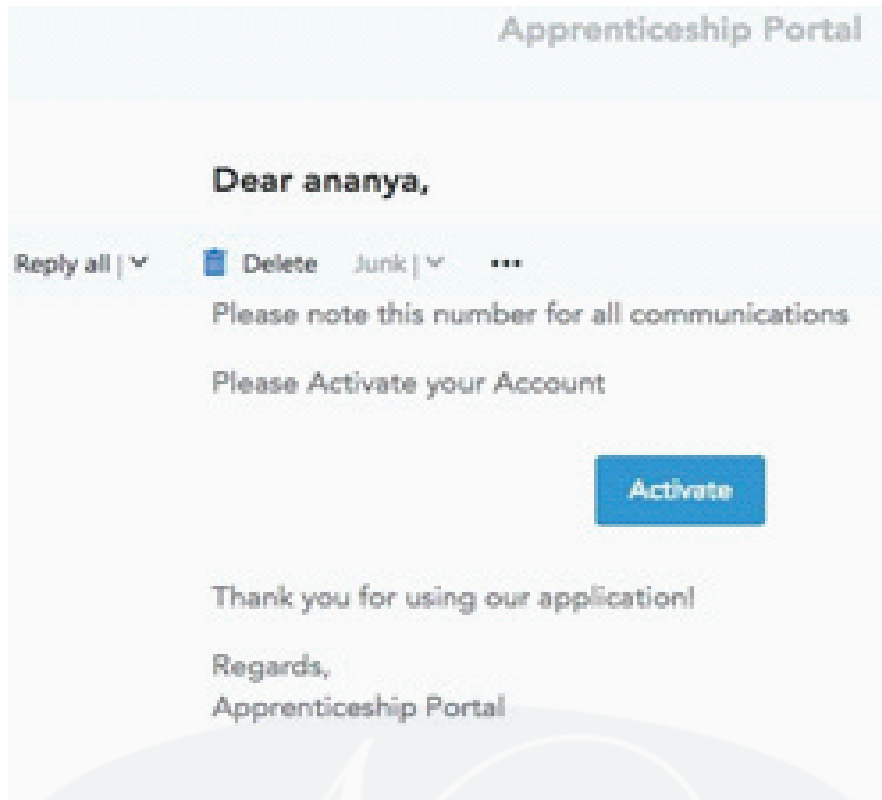 Apprenticeship Portal
Dear ananya,
Reply all | Delete Junk | ...
Please note this number for all communications
Please Activate your Account
Activate
Thank you for using our application!
Regards,
Apprenticeship Portal